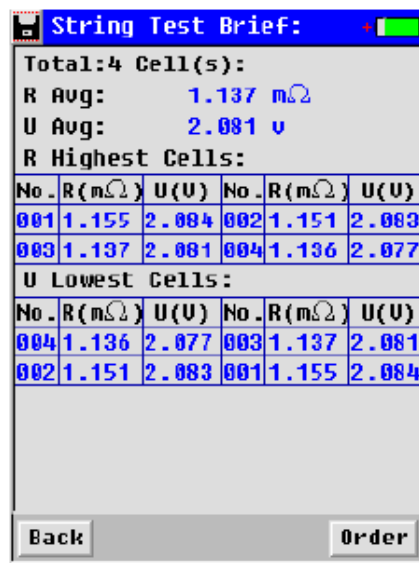 String Test Brief:
Total:4 Cell(s):
R Avg: 1.137 mΩ
U Avg: 2.081 v
R Highest Cells:
No. R(mΩ) U(V) No. R(mΩ) U(V)
001 1.155 2.084 002 1.151 2.083
003 1.137 2.081 004 1.136 2.077
U Lowest Cells:
No. R(mΩ) U(V) No. R(mΩ) U(V)
004 1.136 2.077 003 1.137 2.081
002 1.151 2.083 001 1.155 2.084
Back Order